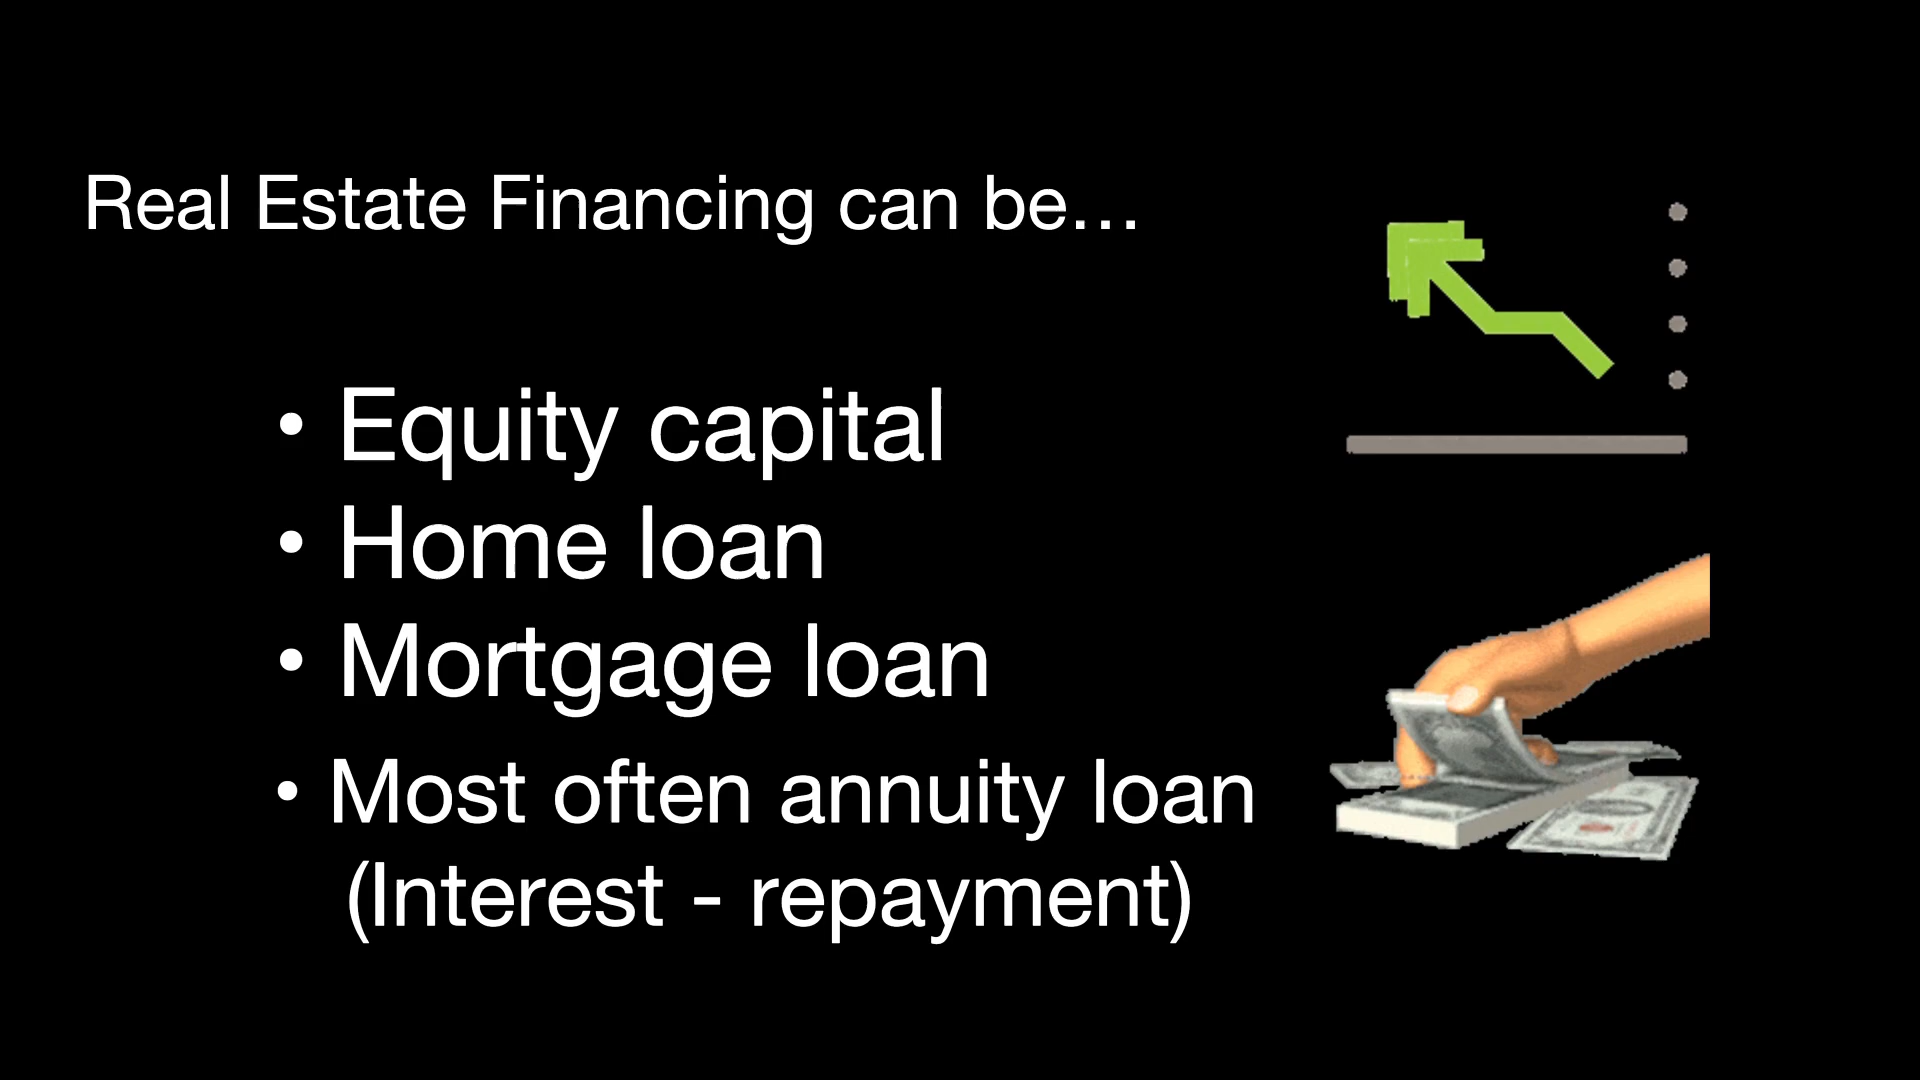 Real Estate Financing can be…
• Equity capital
• Home loan
• Mortgage loan
• Most often annuity loan
(Interest - repayment)